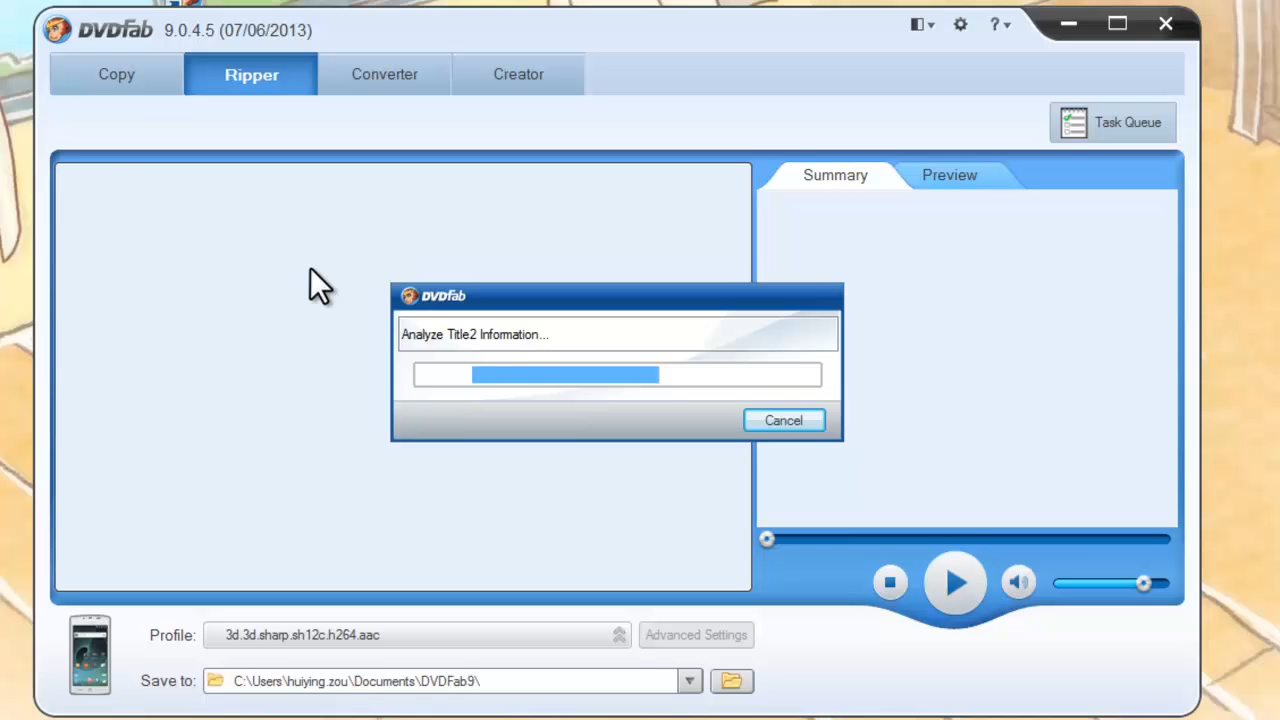 DVDFab 9.0.4.5 (07/06/2013)
?
Copy Ripper Converter Creator
Task Queue
Summary Preview
DVDFab
Analyze Title2 Information...
Cancel
Profile: 3d.3d.sharp.sh12c.h264.aac Advanced Settings
Save to: C:\Users\huiying.zou\Documents\DVDFab9\